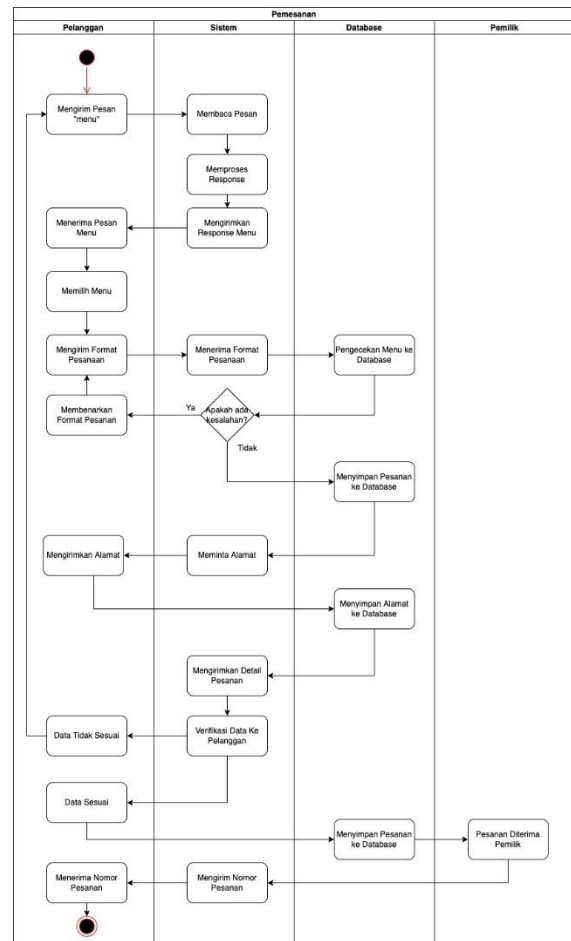 Pemesanan
Pelanggan
Sistem
Database
Pemilik
Mengirim Pesan
"menu"
Membaca Pesan
Memproses
Response
Menerima Pesan
Menu
Mengirimkan
Response Menu
Memilih Menu
Mengirim Format
Pesanaan
Menerima Format
Pesanaan
Pengecekan Menu ke
Database
Membenarkan
Format Pesanan
Ya
Apakah ada
kesalahan?
Tidak
Menyimpan Pesanan
ke Database
Mengirimkan Alamat
Meminta Alamat
Menyimpan Alamat
ke Database
Mengirimkan Detail
Pesanan
Data Tidak Sesuai
Verifikasi Data Ke
Pelanggan
Data Sesuai
Menyimpan Pesanan
ke Database
Pesanan Diterima
Pemilik
Menerima Nomor
Pesanan
Mengirim Nomor
Pesanan